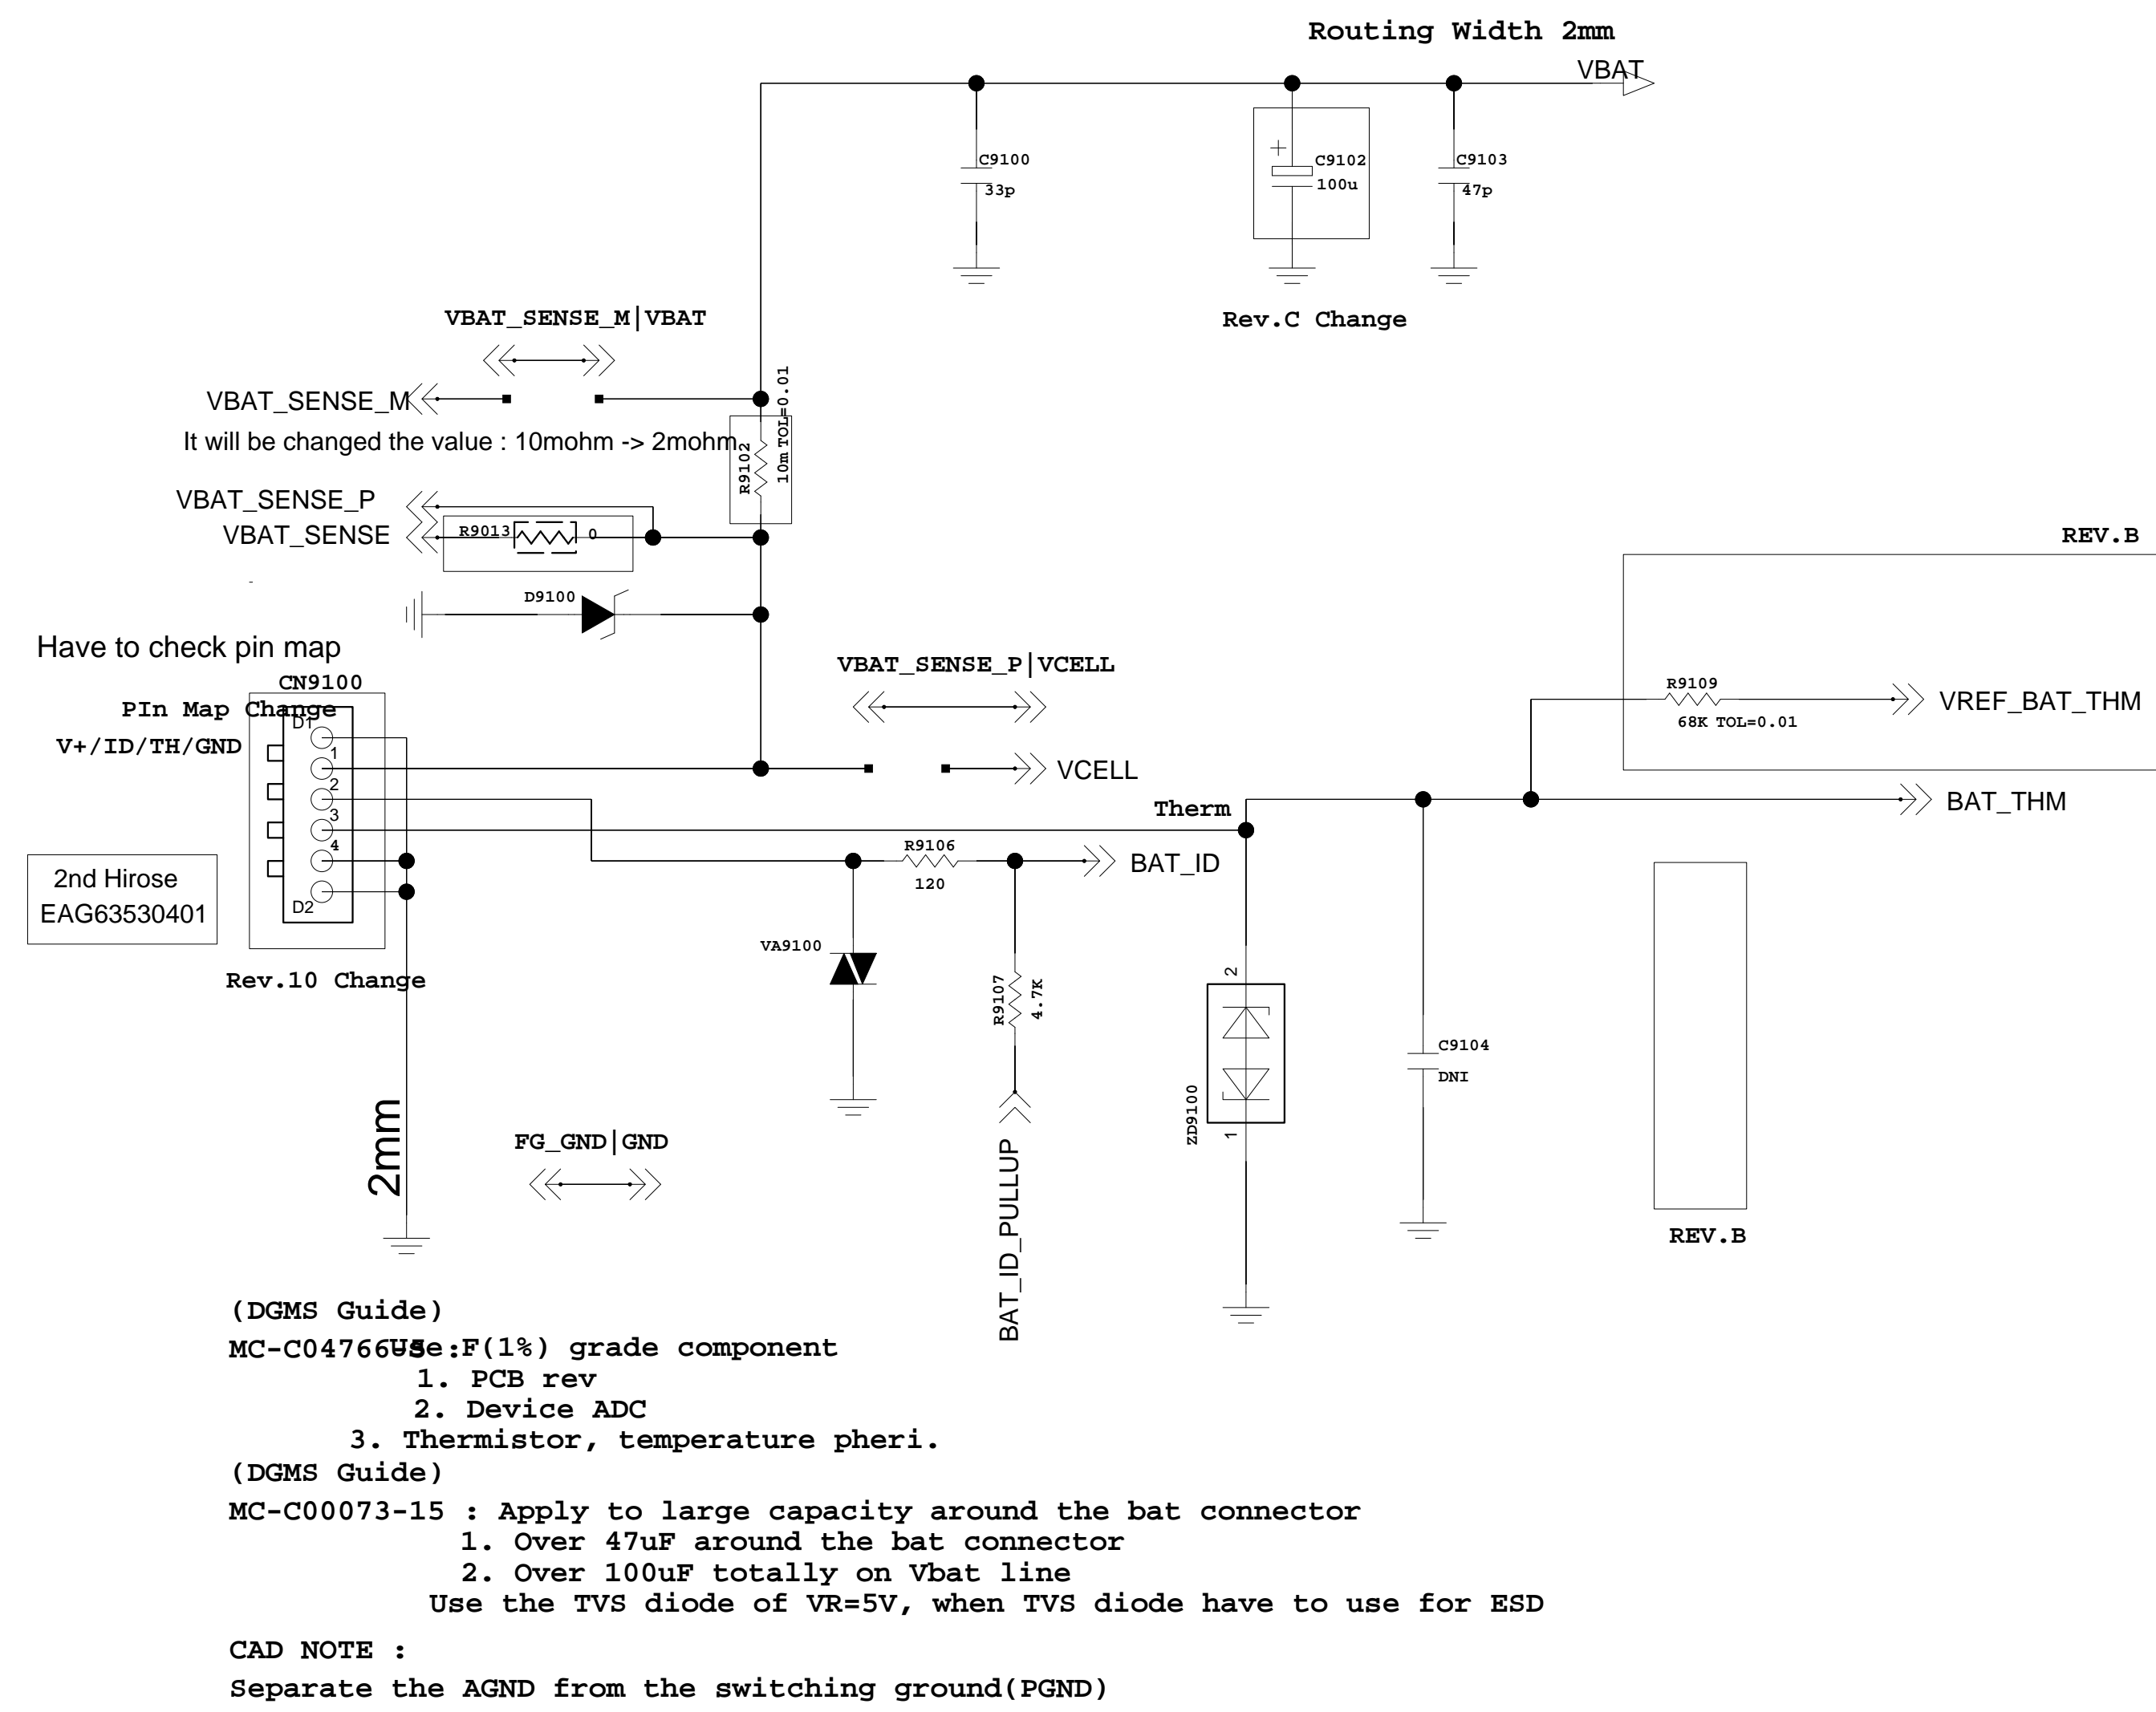 Routing Width 2mm
VBAT
C9100
33p
C9102
100u
C9103
47p
Rev.C Change
VBAT_SENSE_M|VBAT
VBAT_SENSE_M
It will be changed the value : 10mohm -> 2mohm
R9102
10m TOL=0.01
VBAT_SENSE_P
VBAT_SENSE
R9013
0
D9100
REV.B
Have to check pin map
CN9100
PIn Map Change
V+/ID/TH/GND
D1
1
2
3
4
D2
VBAT_SENSE_P|VCELL
VCELL
R9109
68K TOL=0.01
VREF_BAT_THM
Therm
BAT_THM
R9106
120
BAT_ID
2nd Hirose
EAG63530401
Rev.10 Change
VA9100
R9107
4.7K
2
ZD9100
1
C9104
DNI
2mm
FG_GND|GND
BAT_ID_PULLUP
REV.B
(DGMS Guide)
MC-C04766-5 :
Use F(1%) grade component
1. PCB rev
2. Device ADC
3. Thermistor, temperature pheri.
(DGMS Guide)
MC-C00073-15 : Apply to large capacity around the bat connector
1. Over 47uF around the bat connector
2. Over 100uF totally on Vbat line
Use the TVS diode of VR=5V, when TVS diode have to use for ESD
CAD NOTE :
Separate the AGND from the switching ground(PGND)